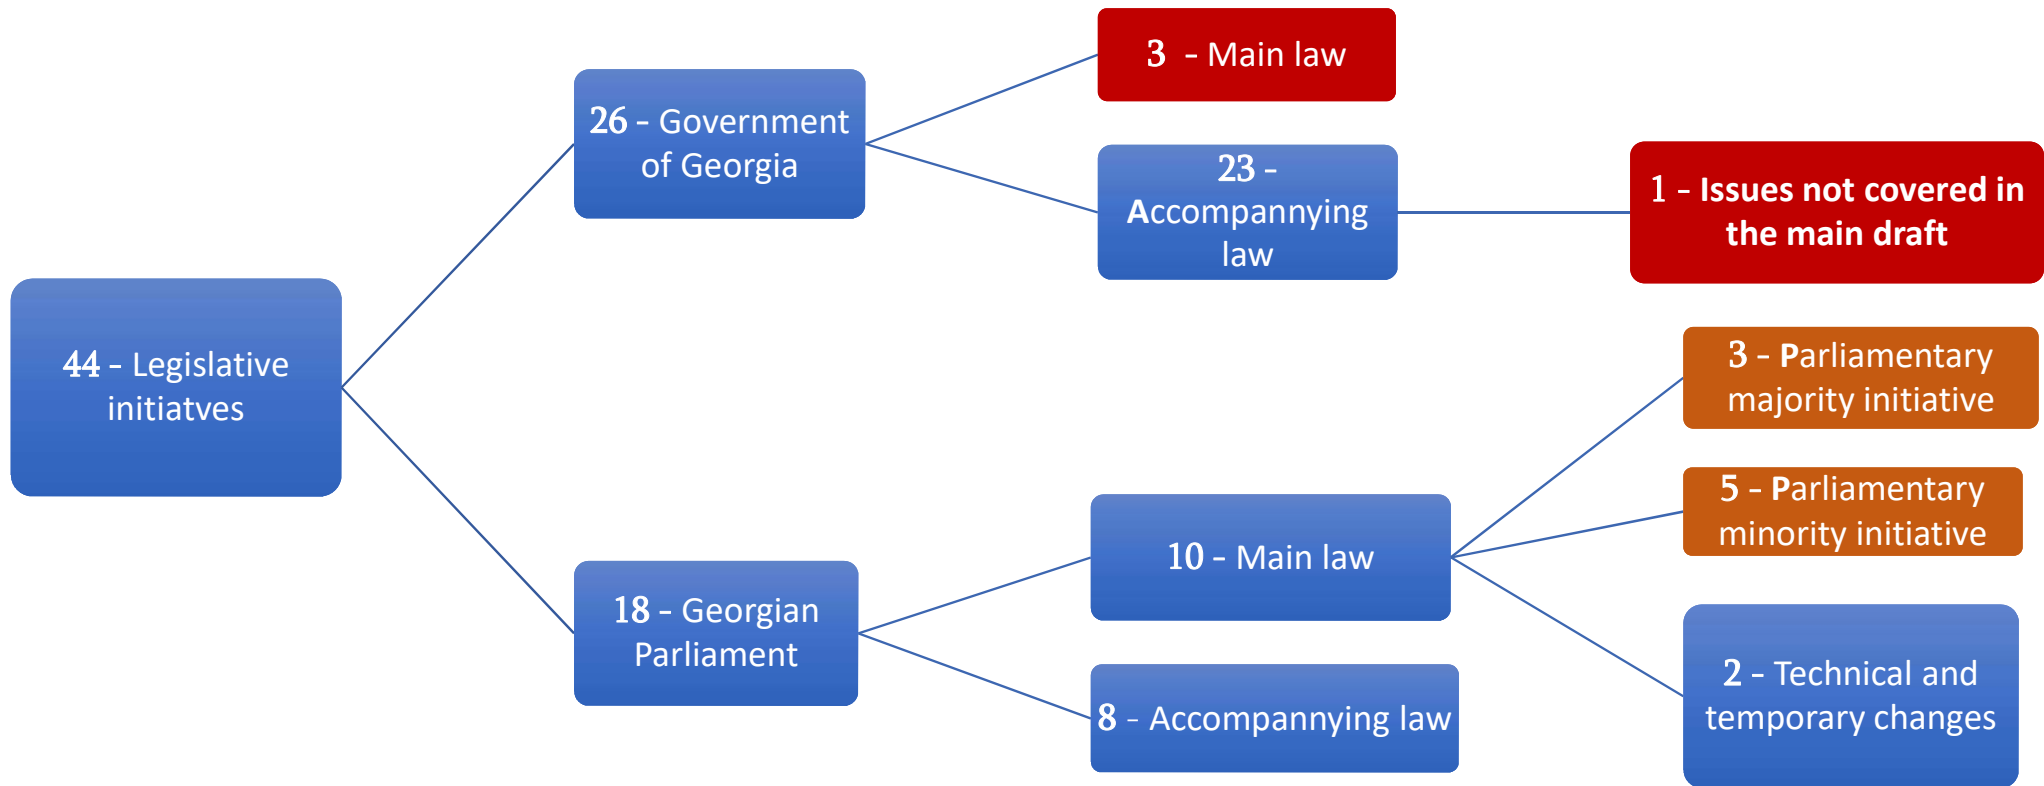 3 - Main law
26 - Government
of Georgia
23 -
Accompannying
law
1 - Issues not covered in
the main draft
44 - Legislative
initiatves
3 - Parliamentary
majority initiative
5 - Parliamentary
minority initiative
10 - Main law
18 - Georgian
Parliament
2 - Technical and
temporary changes
8 - Accompannying law